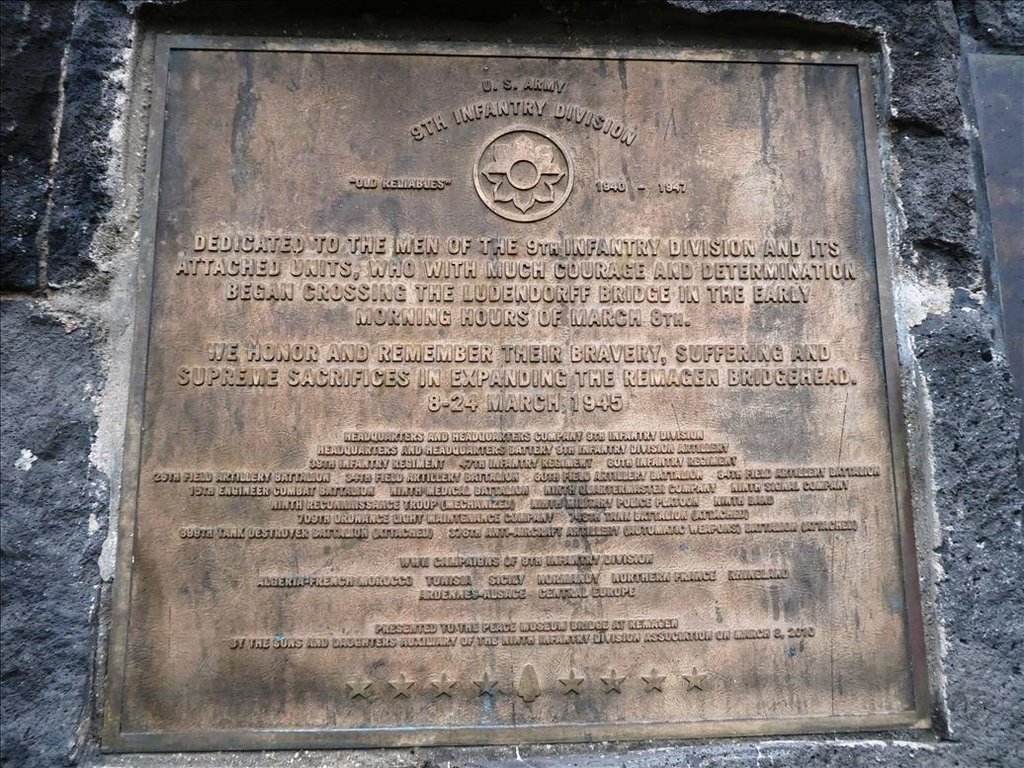 U. S. ARMY
9TH INFANTRY DIVISION
"OLD RELIABLES" 1940 - 1947
DEDICATED TO THE MEN OF THE 9TH INFANTRY DIVISION AND ITS
ATTACHED UNITS, WHO WITH MUCH COURAGE AND DETERMINATION
BEGAN CROSSING THE LUDENDORFF BRIDGE IN THE EARLY
MORNING HOURS OF MARCH 8TH.
WE HONOR AND REMEMBER THEIR BRAVERY, SUFFERING AND
SUPREME SACRIFICES IN EXPANDING THE REMAGEN BRIDGEHEAD.
8-24 MARCH 1945
HEADQUARTERS AND HEADQUARTERS COMPANY 9TH INFANTRY DIVISION
HEADQUARTERS AND HEADQUARTERS BATTERY 9TH INFANTRY DIVISION ARTILLERY
39TH INFANTRY REGIMENT 47TH INFANTRY REGIMENT 60TH INFANTRY REGIMENT
26TH FIELD ARTILLERY BATTALION 34TH FIELD ARTILLERY BATTALION 60TH FIELD ARTILLERY BATTALION 84TH FIELD ARTILLERY BATTALION
15TH ENGINEER COMBAT BATTALION NINTH MEDICAL BATTALION NINTH QUARTERMASTER COMPANY NINTH SIGNAL COMPANY
NINTH RECONNAISSANCE TROOP (MECHANIZED) NINTH MILITARY POLICE PLATOON NINTH BAND
709TH ORDNANCE LIGHT MAINTENANCE COMPANY 746TH TANK BATTALION (ATTACHED)
899TH TANK DESTROYER BATTALION (ATTACHED) 376TH ANTI-AIRCRAFT ARTILLERY (AUTOMATIC WEAPONS) BATTALION (ATTACHED)
WWII CAMPAIGNS OF 9TH INFANTRY DIVISION
ALGERIA-FRENCH MOROCCO TUNISIA SICILY NORMANDY NORTHERN FRANCE RHINELAND
ARDENNES-ALSACE CENTRAL EUROPE
PRESENTED TO THE PEACE MUSEUM BRIDGE AT REMAGEN
BY THE SONS AND DAUGHTERS AUXILIARY OF THE NINTH INFANTRY DIVISION ASSOCIATION ON MARCH 8, 2010